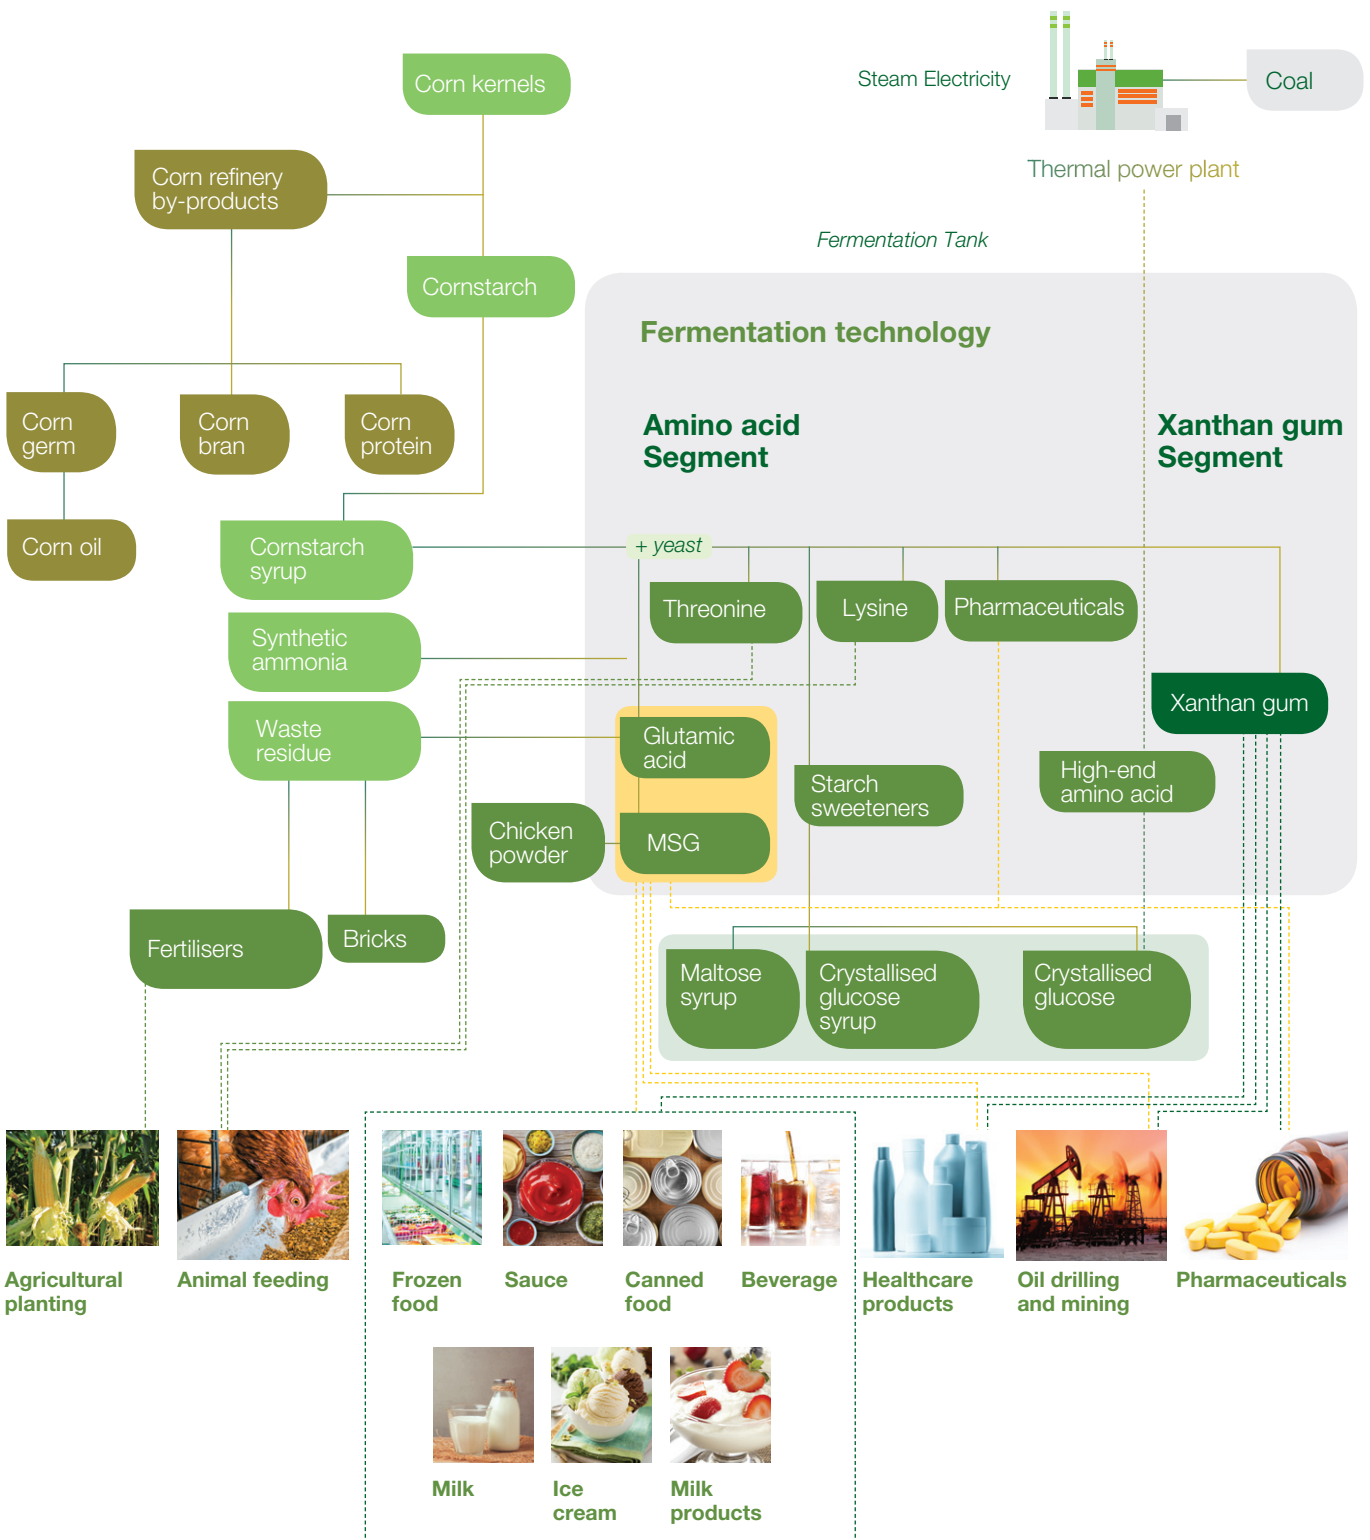 Corn kernels
Steam Electricity
Coal
Corn refinery
by-products
Thermal power plant
Fermentation Tank
Cornstarch
Fermentation technology
Corn
germ
Corn
bran
Corn
protein
Amino acid
Segment
Xanthan gum
Segment
Corn oil
Cornstarch
syrup
+ yeast
Threonine
Lysine
Pharmaceuticals
Synthetic
ammonia
Xanthan gum
Waste
residue
Glutamic
acid
Starch
sweeteners
High-end
amino acid
Chicken
powder
MSG
Fertilisers
Bricks
Maltose
syrup
Crystallised
glucose
syrup
Crystallised
glucose
Agricultural
planting
Animal feeding
Frozen
food
Sauce
Canned
food
Beverage
Healthcare
products
Oil drilling
and mining
Pharmaceuticals
Milk
Ice
cream
Milk
products